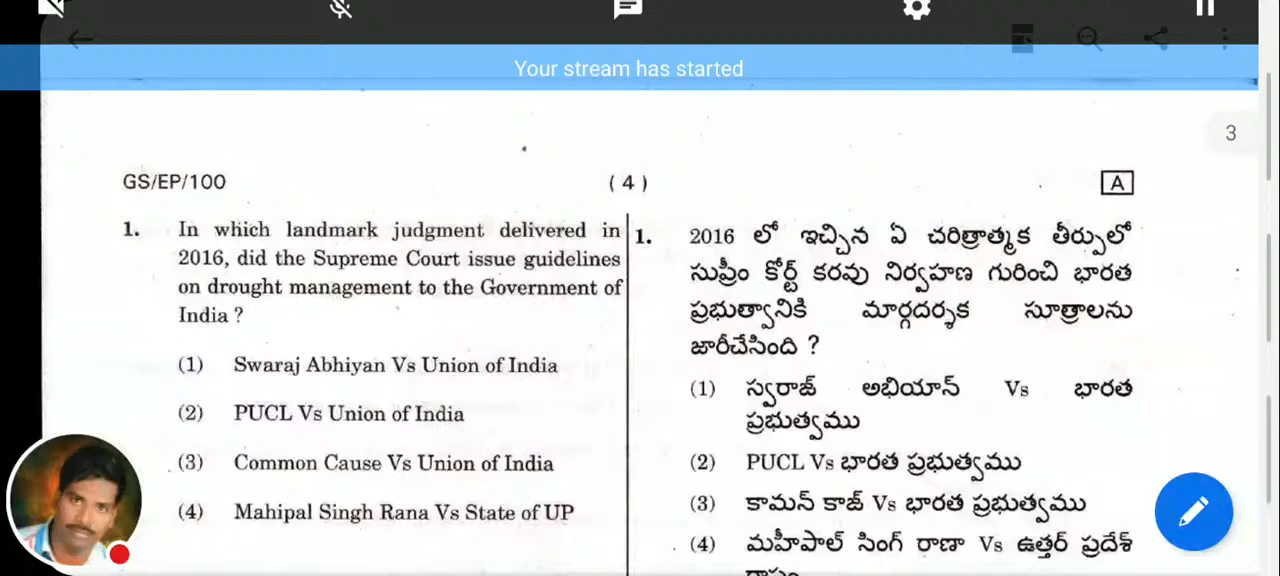 Your stream has started
3
GS/EP/100
( 4 )
A
1. In which landmark judgment delivered in
2016, did the Supreme Court issue guidelines
on drought management to the Government of
India ?
(1) Swaraj Abhiyan Vs Union of India
(2) PUCL Vs Union of India
(3) Common Cause Vs Union of India
(4) Mahipal Singh Rana Vs State of UP
1. 2016 లో ఇచ్చిన ఏ చరిత్రాత్మక తీర్పులో
సుప్రీం కోర్ట్ కరవు నిర్వహణ గురించి భారత
ప్రభుత్వానికి మార్గదర్శక సూత్రాలను
జారీచేసింది ?
(1) స్వరాజ్ అభియాన్ Vs భారత
ప్రభుత్వము
(2) PUCL Vs భారత ప్రభుత్వము
(3) కామన్ కాజ్ Vs భారత ప్రభుత్వము
(4) మహీపాల్ సింగ్ రాణా Vs ఉత్తర్ ప్రదేశ్